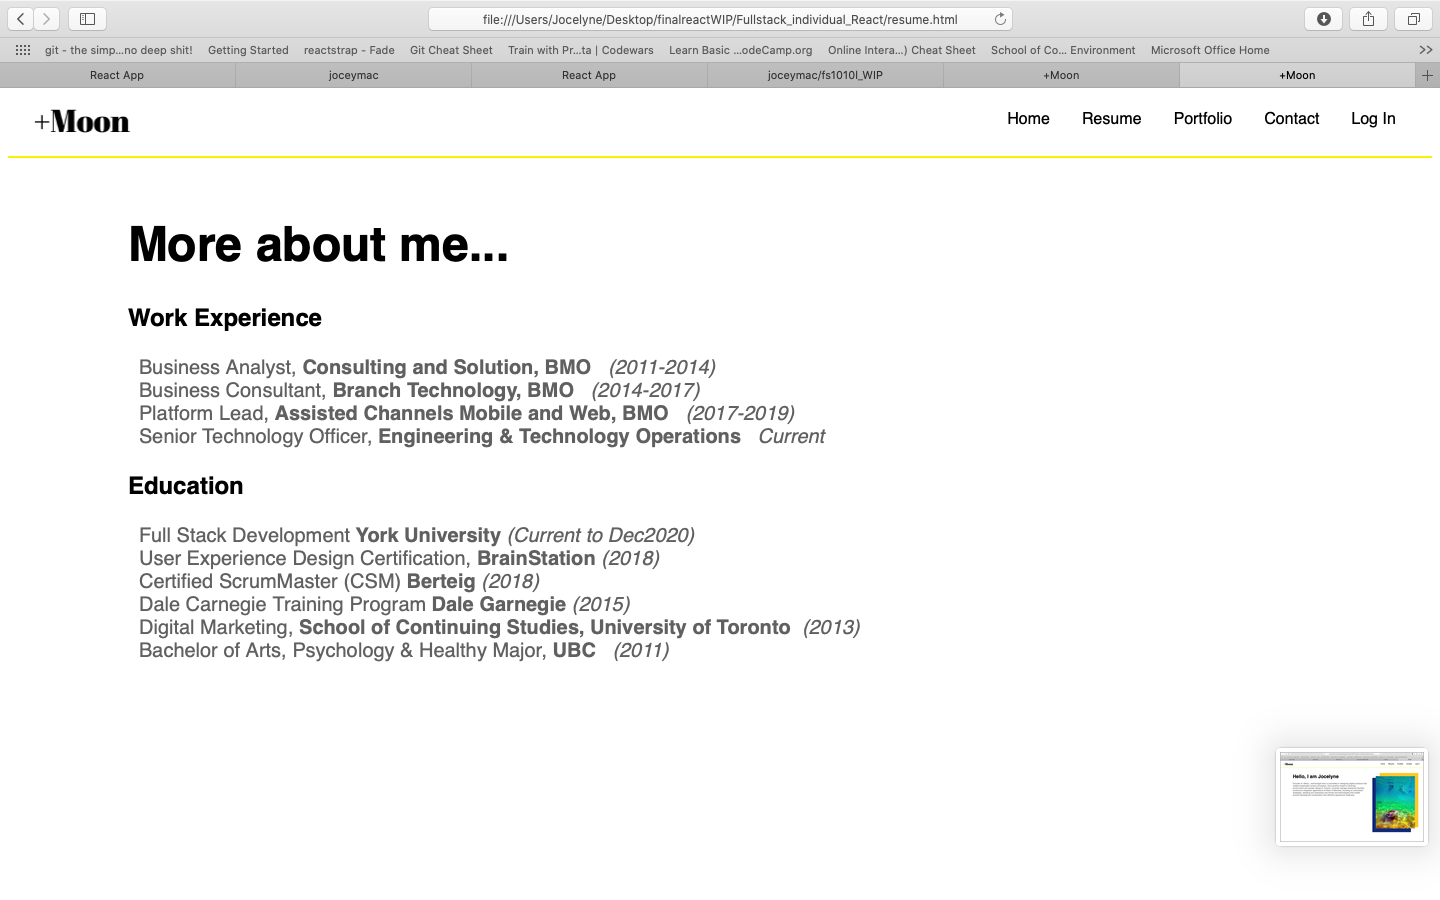 file:///Users/Jocelyne/Desktop/finalreactWIP/Fullstack_individual_React/resume.html
git - the simp...no deep shit! Getting Started reactstrap - Fade Git Cheat Sheet Train with Pr...ta | Codewars Learn Basic ...odeCamp.org Online Intera...) Cheat Sheet School of Co... Environment Microsoft Office Home >>
React App joceymac React App joceymac/fs1010l_WIP +Moon +Moon +
+Moon Home Resume Portfolio Contact Log In
More about me...
Work Experience
Business Analyst, Consulting and Solution, BMO (2011-2014)
Business Consultant, Branch Technology, BMO (2014-2017)
Platform Lead, Assisted Channels Mobile and Web, BMO (2017-2019)
Senior Technology Officer, Engineering & Technology Operations Current
Education
Full Stack Development York University (Current to Dec2020)
User Experience Design Certification, BrainStation (2018)
Certified ScrumMaster (CSM) Berteig (2018)
Dale Carnegie Training Program Dale Garnegie (2015)
Digital Marketing, School of Continuing Studies, University of Toronto (2013)
Bachelor of Arts, Psychology & Healthy Major, UBC (2011)
Hello, I am Jocelyne